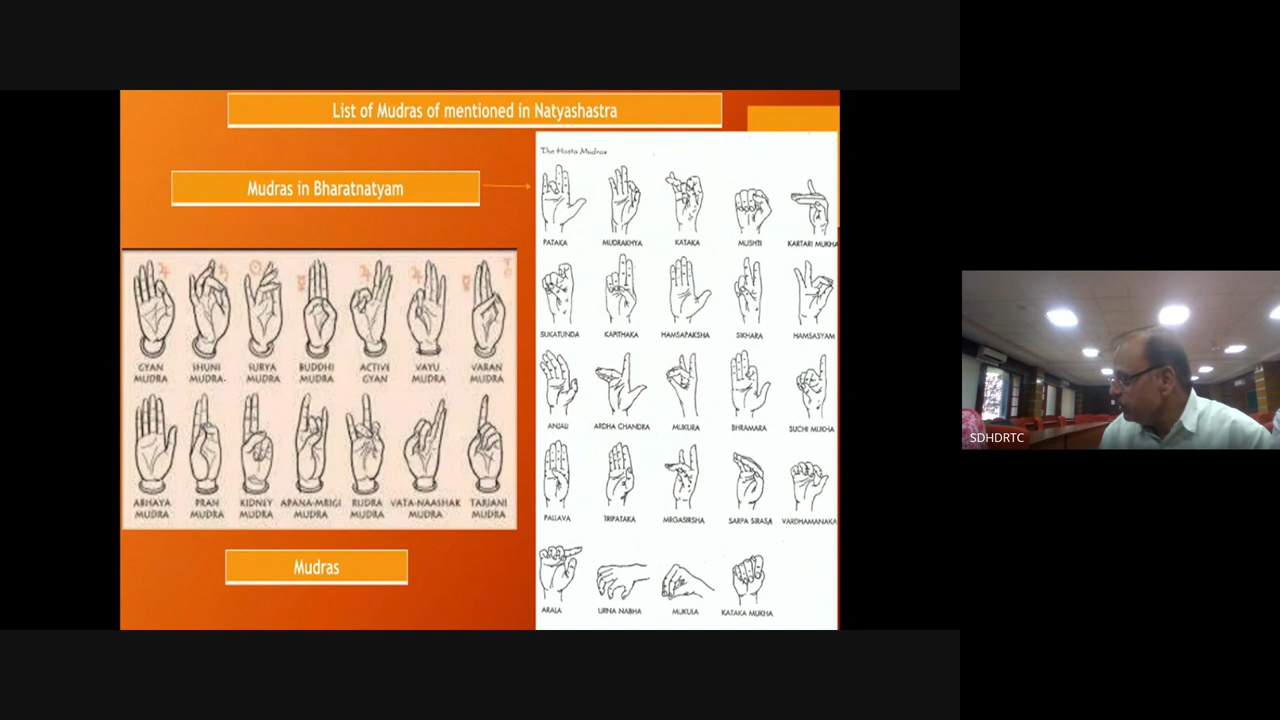 List of Mudras of mentioned in Natyashastra
Mudras in Bharatnatyam
The Hasta Mudras
PATAKA MUDRAKHYA KATAKA MUSHTI KARTARI MUKHA
SUKATUNDA KAPITHAKA HAMSAPAKSHA SIKHARA HAMSASYAM
ANJALI ARDHA CHANDRA MUKURA BHRAMARA SUCHI MUKHA
PALLAVA TRIPATAKA MRGASIRSHA SARPA SIRASA VARDHAMANAKA
ARALA URNA NABHA MUKULA KATAKA MUKHA
GYAN MUDRA
SHUNI MUDRA.
SURYA MUDRA
BUDDHI MUDRA
ACTIVE GYAN
VAYU MUDRA
VARAN MUDRA
ABHAYA MUDRA
PRAN MUDRA
KIDNEY MUDRA
APANA-MRIGI MUDRA
RUDRA MUDRA
VATA-NAASHAK MUDRA
TARJANI MUDRA
Mudras
SDHDRTC